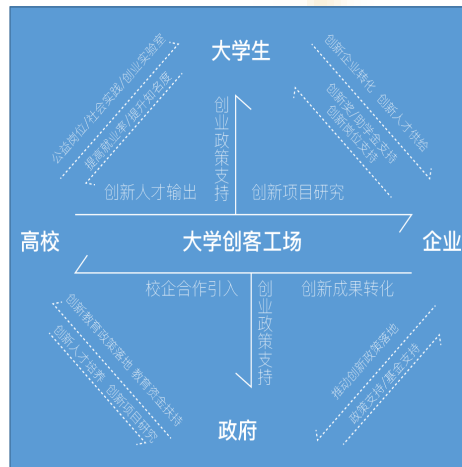 大学生
公益岗位/社会实践/创业实验室
提高就业率/提升知名度
创新企业转化 创新人才供给
创新奖/助学金支持
创新岗位支持
创业政策支持
创新人才输出
创新项目研究
高校
大学创客工场
企业
校企合作引入
创业政策支持
创新成果转化
创新教育政策落地 教育资金扶持
创新人才培养 创新项目研究
推动创新政策落地
政策支持/基金支持
政府